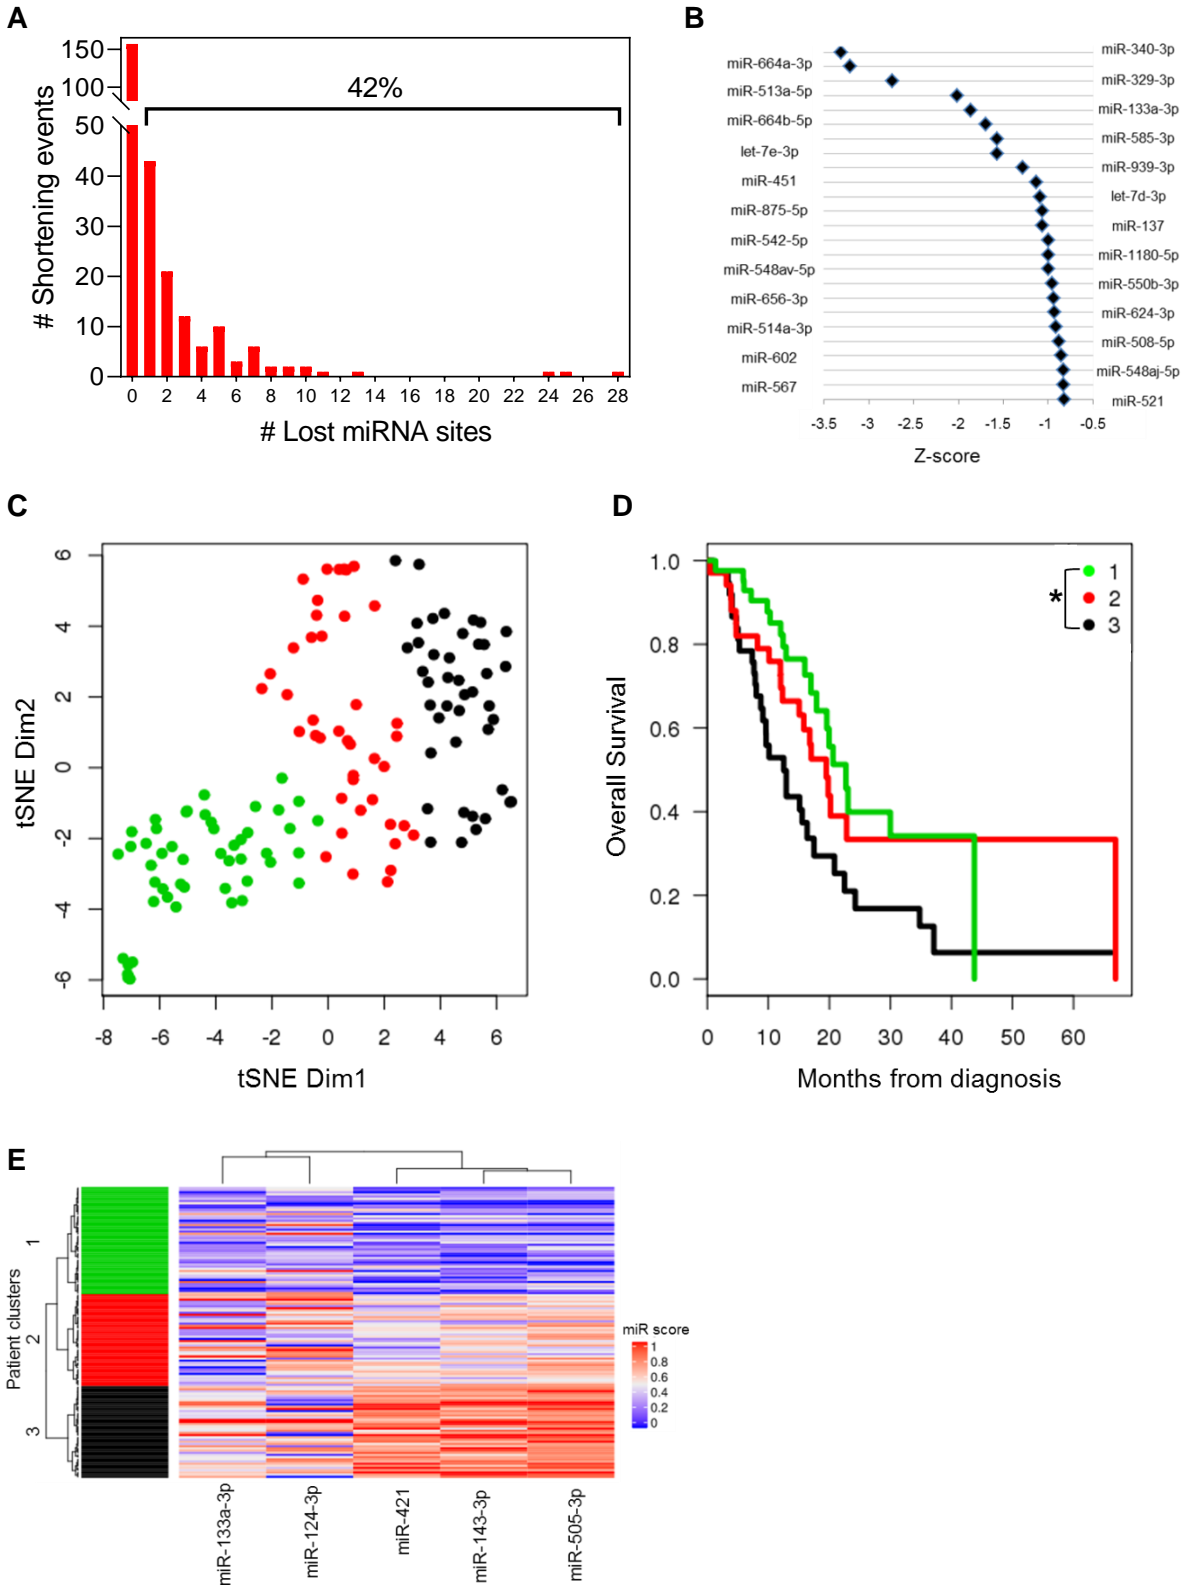 A
# Shortening events
150
100
50
40
30
20
10
0
42%
0 2 4 6 8 10 12 14 16 18 20 22 24 26 28
# Lost miRNA sites
B
miR-340-3p
miR-664a-3p
miR-329-3p
miR-513a-5p
miR-133a-3p
miR-664b-5p
miR-585-3p
let-7e-3p
miR-939-3p
miR-451
let-7d-3p
miR-875-5p
miR-137
miR-542-5p
miR-1180-5p
miR-548av-5p
miR-550b-3p
miR-656-3p
miR-624-3p
miR-514a-3p
miR-508-5p
miR-602
miR-548aj-5p
miR-567
miR-521
-3.5 -3 -2.5 -2 -1.5 -1 -0.5
Z-score
C
tSNE Dim2
6
4
2
0
-2
-4
-6
-8 -6 -4 -2 0 2 4 6
tSNE Dim1
D
Overall Survival
1.0
0.8
0.6
0.4
0.2
0.0
* 1
2
3
0 10 20 30 40 50 60
Months from diagnosis
E
Patient clusters
1
2
3
miR score
1
0.8
0.6
0.4
0.2
0
miR-133a-3p
miR-124-3p
miR-421
miR-143-3p
miR-505-3p